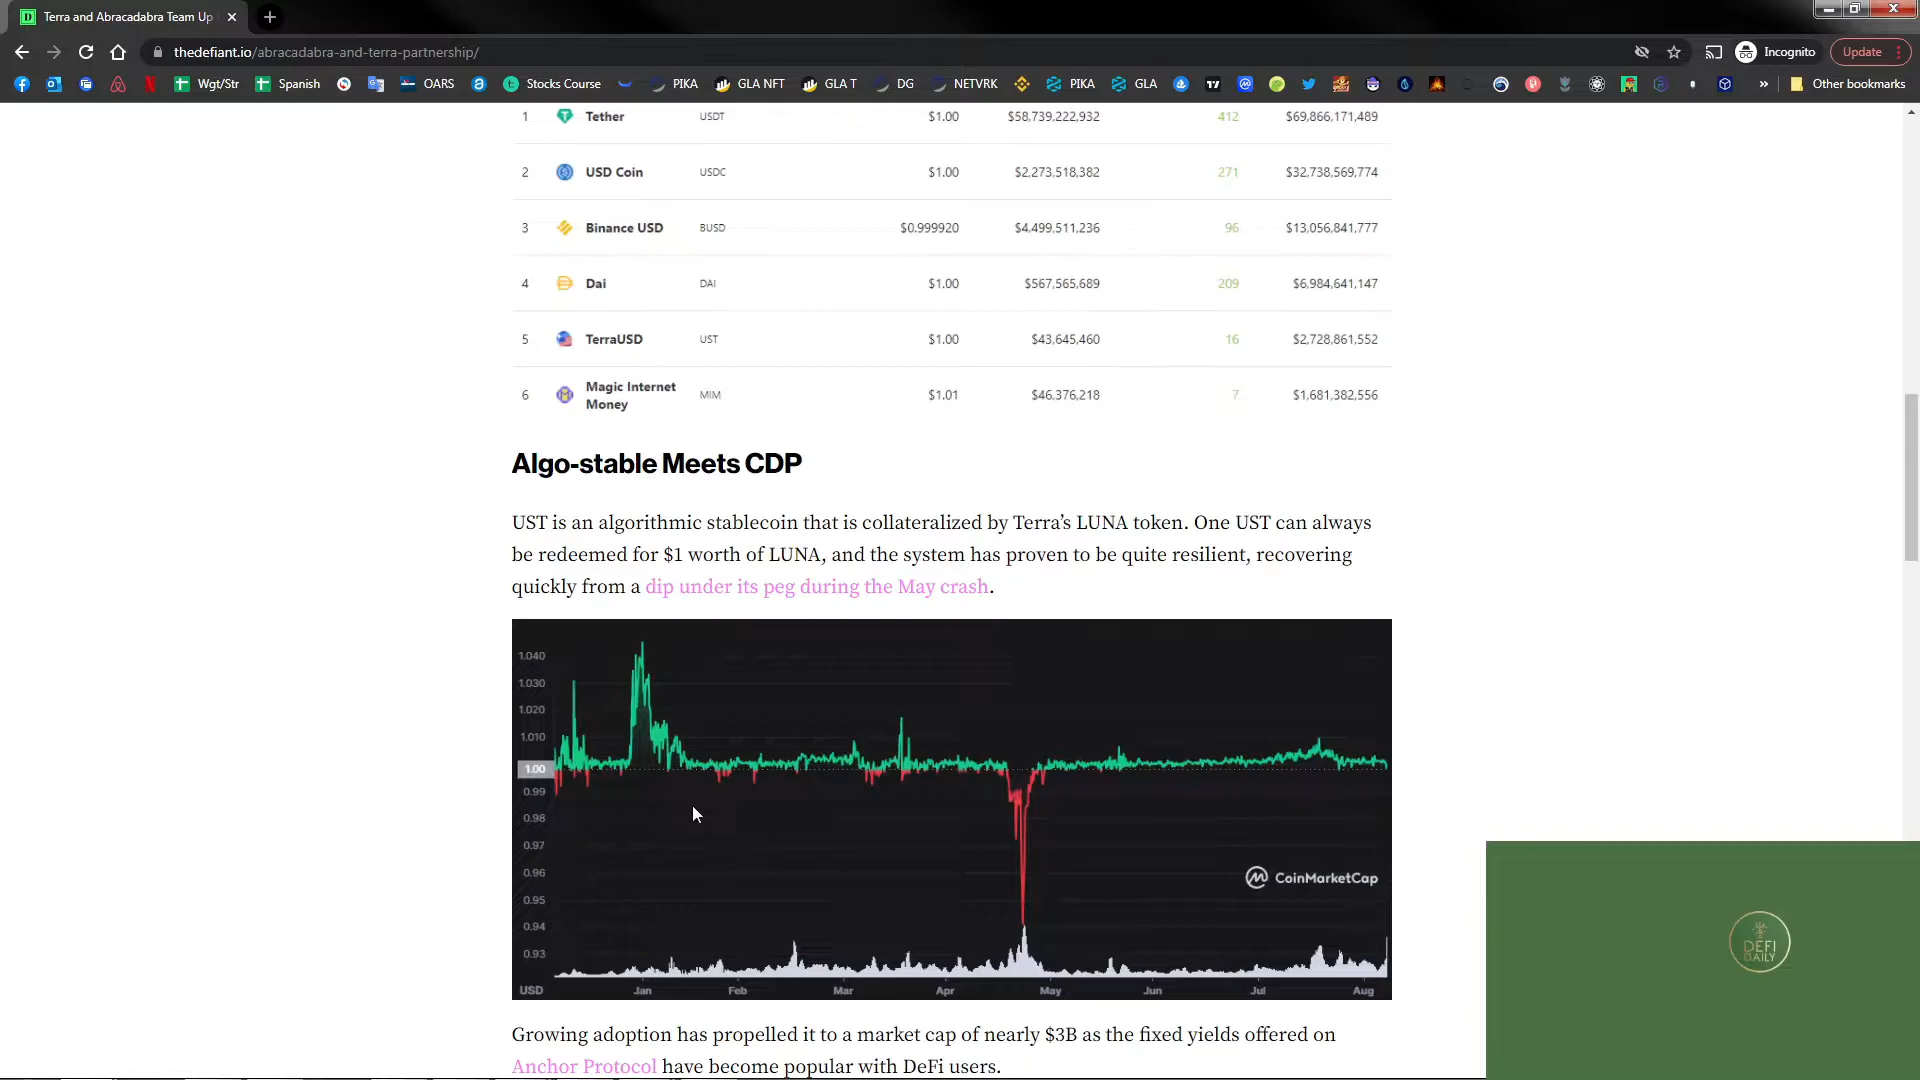 Terra and Abracadabra Team Up
thedefiant.io/abracadabra-and-terra-partnership/
Incognito
Update
Wgt/Str
Spanish
OARS
Stocks Course
PIKA
GLA NFT
GLA T
DG
NETVRK
PIKA
GLA
Other bookmarks
1 Tether USDT $1.00 $58,739,222,932 412 $69,866,171,489
2 USD Coin USDC $1.00 $2,273,518,382 271 $32,738,569,774
3 Binance USD BUSD $0.999920 $4,499,511,236 96 $13,056,841,777
4 Dai DAI $1.00 $567,565,689 209 $6,984,641,147
5 TerraUSD UST $1.00 $43,645,460 16 $2,728,861,552
6 Magic Internet Money MIM $1.01 $46,376,218 7 $1,681,382,556
Algo-stable Meets CDP
UST is an algorithmic stablecoin that is collateralized by Terra’s LUNA token. One UST can always
be redeemed for $1 worth of LUNA, and the system has proven to be quite resilient, recovering
quickly from a dip under its peg during the May crash.
1.040
1.030
1.020
1.010
1.00
0.99
0.98
0.97
0.96
0.95
0.94
0.93
CoinMarketCap
USD Jan Feb Mar Apr May Jun Jul Aug
Growing adoption has propelled it to a market cap of nearly $3B as the fixed yields offered on
Anchor Protocol have become popular with DeFi users.
DEFI
DAILY